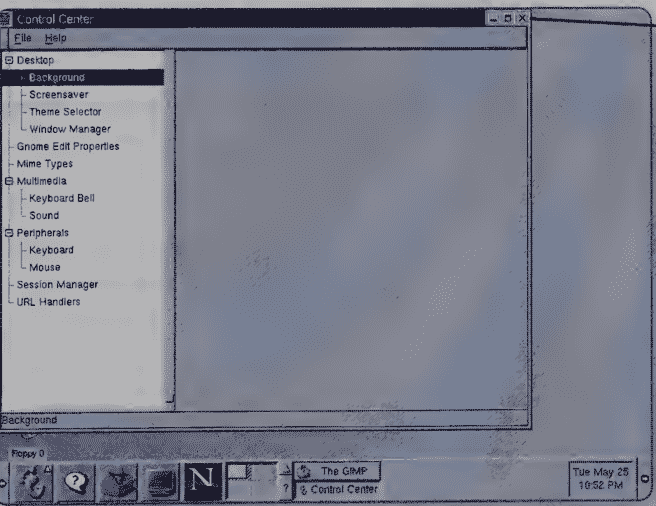 Control Center
File Help
Desktop
Background
Screensaver
Theme Selector
Window Manager
Gnome Edit Properties
Mime Types
Multimedia
Keyboard Bell
Sound
Peripherals
Keyboard
Mouse
Session Manager
URL Handlers
Background
Floppy 0
?
N
?
The GIMP
Control Center
Tue May 25
10:52 PM